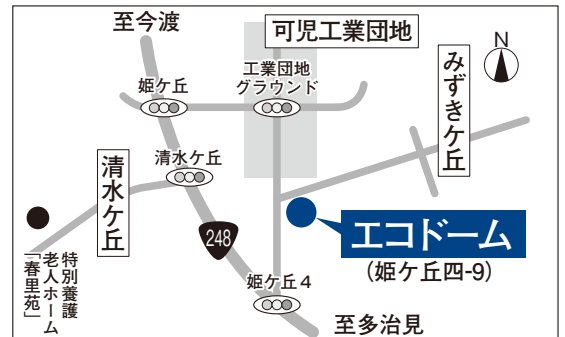 至今渡
可児工業団地
N
工業団地
グラウンド
姫ケ丘
みずきケ丘
清水ケ丘
清水ケ丘
248
エコドーム
(姫ケ丘四-9)
特別養護
老人ホーム
「春里苑」
姫ケ丘4
至多治見